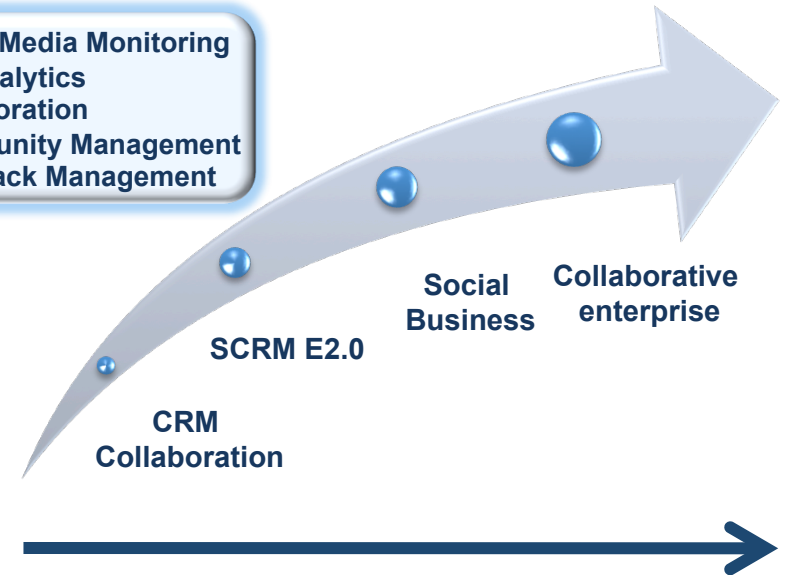 Media Monitoring
alytics
oration
unity Management
ack Management
Social
Business
Collaborative
enterprise
SCRM E2.0
CRM
Collaboration